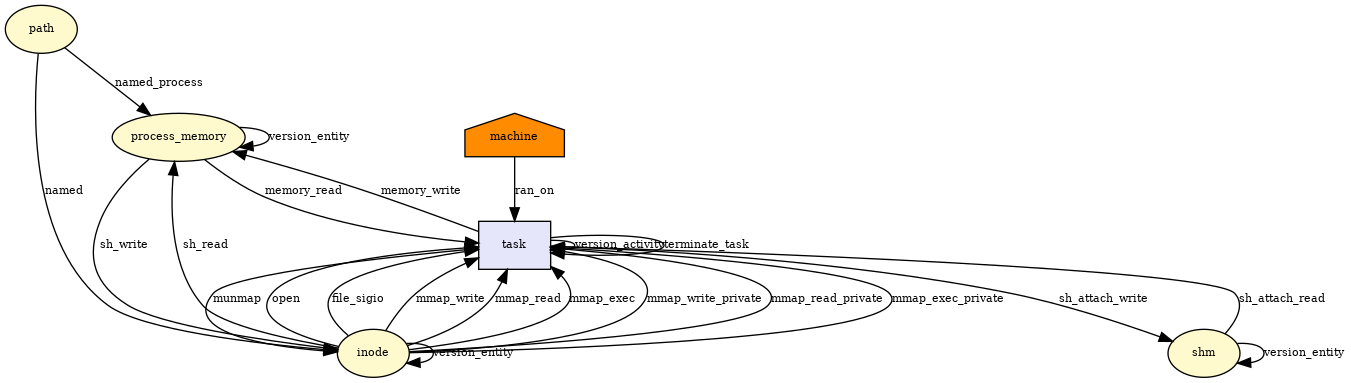 path
named_process
process_memory
version_entity
machine
named
memory_read
memory_write
ran_on
sh_write
sh_read
task
version_activity
terminate_task
munmap
open
file_sigio
mmap_write
mmap_read
mmap_exec
mmap_write_private
mmap_read_private
mmap_exec_private
sh_attach_write
sh_attach_read
inode
version_entity
shm
version_entity